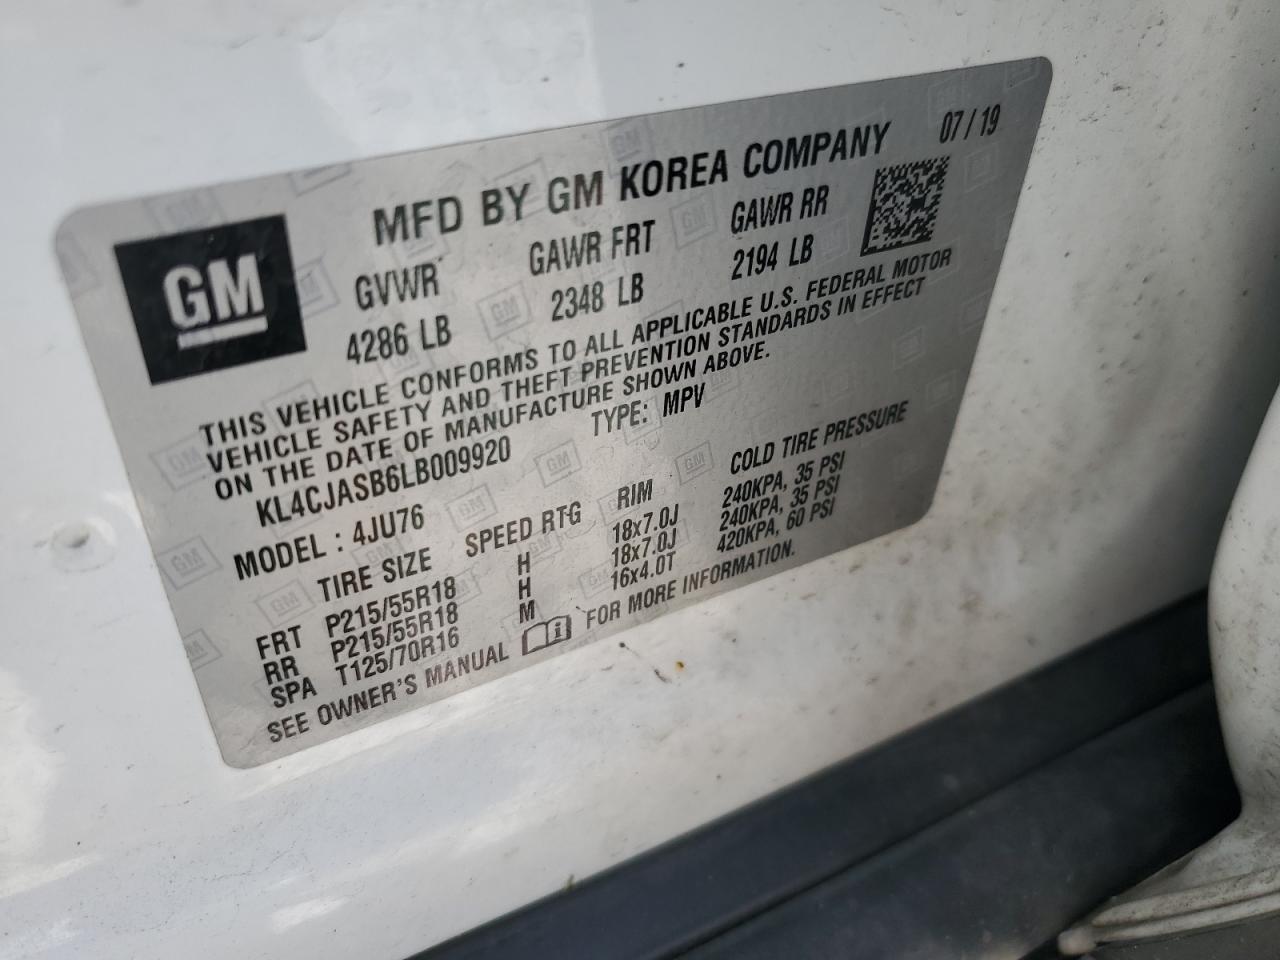 MFD BY GM KOREA COMPANY 07 / 19
GM
GVWR GAWR FRT GAWR RR
4286 LB 2348 LB 2194 LB
THIS VEHICLE CONFORMS TO ALL APPLICABLE U.S. FEDERAL MOTOR
VEHICLE SAFETY AND THEFT PREVENTION STANDARDS IN EFFECT
ON THE DATE OF MANUFACTURE SHOWN ABOVE.
KL4CJASB6LB009920 TYPE: MPV
MODEL : 4JU76
TIRE SIZE SPEED RTG RIM COLD TIRE PRESSURE
FRT P215/55R18 H 18x7.0J 240KPA, 35 PSI
RR P215/55R18 H 18x7.0J 240KPA, 35 PSI
SPA T125/70R16 M 16x4.0T 420KPA, 60 PSI
SEE OWNER'S MANUAL FOR MORE INFORMATION.